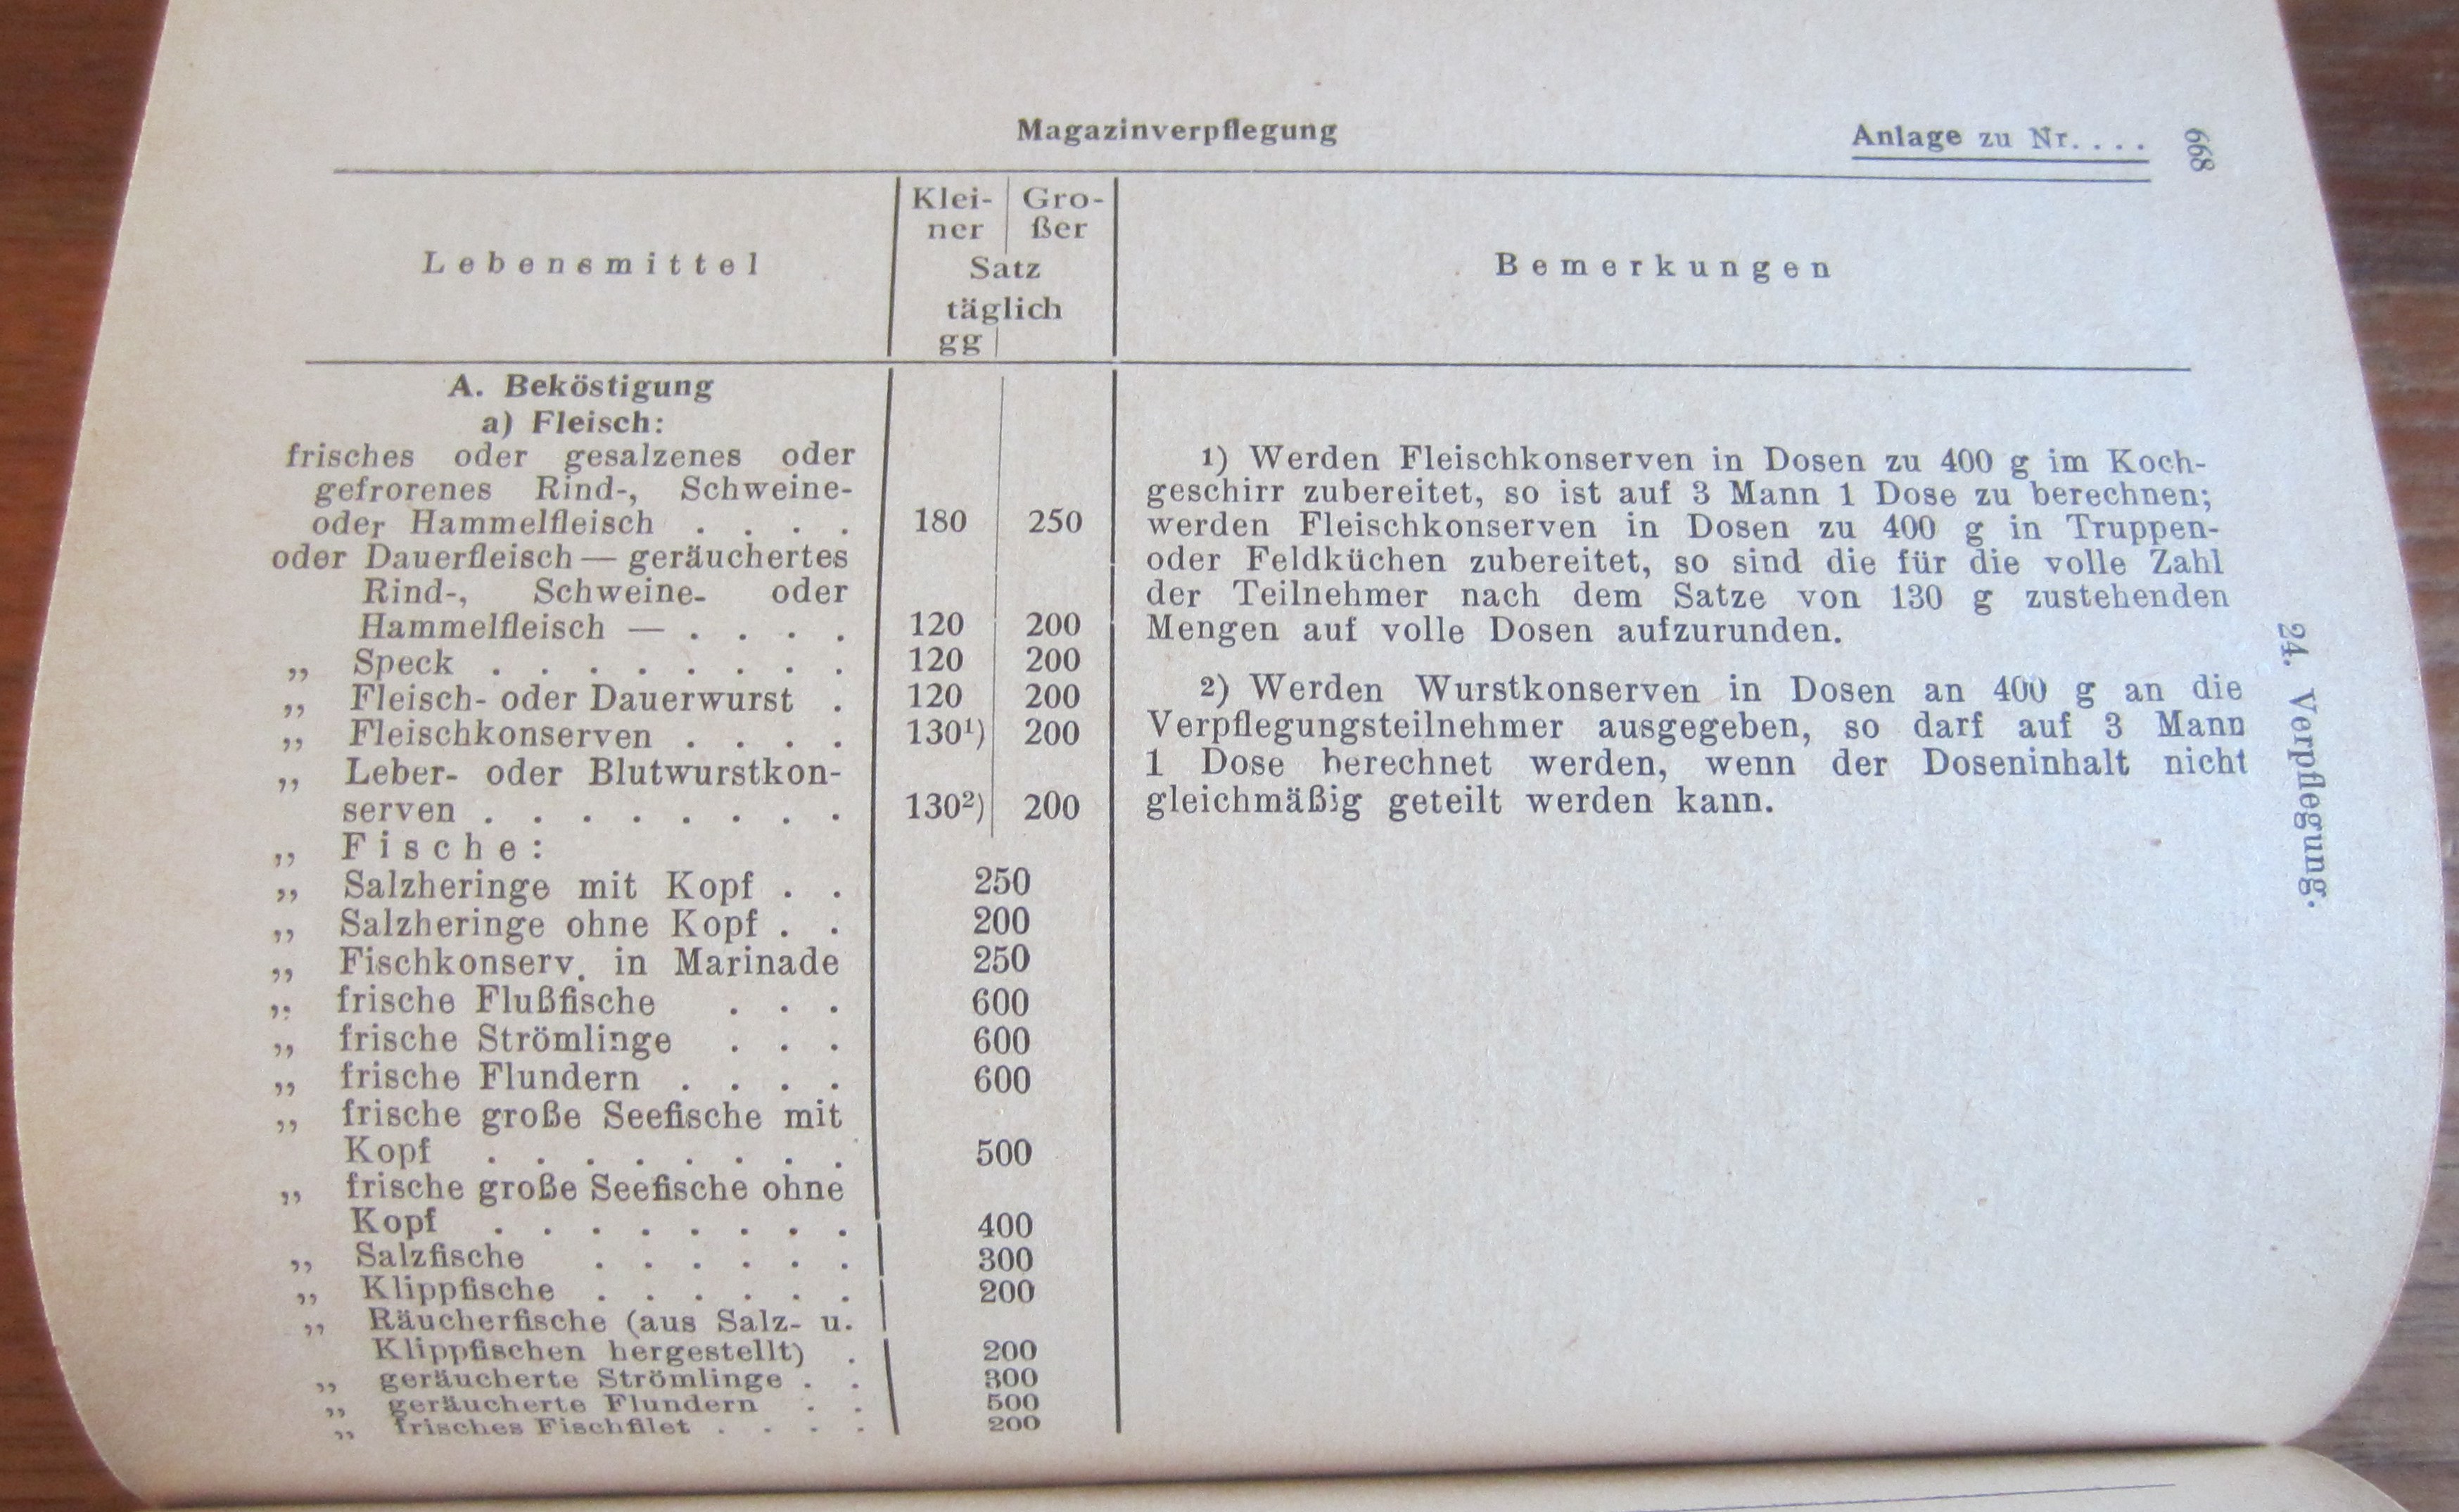 Magazinverpflegung
Anlage zu Nr. . . .
668
Lebensmittel
Klei-
ner
Gro-
ßer
Satz
täglich
gg
Bemerkungen
A. Beköstigung
a) Fleisch:
frisches oder gesalzenes oder
gefrorenes Rind-, Schweine-
oder Hammelfleisch . . . . 180 250
oder Dauerfleisch — geräuchertes
Rind-, Schweine- oder
Hammelfleisch — . . . . 120 200
„ Speck . . . . . . . . 120 200
„ Fleisch- oder Dauerwurst . 120 200
„ Fleischkonserven . . . . 130¹) 200
„ Leber- oder Blutwurstkon-
serven . . . . . . . . 130²) 200
„ Fische:
„ Salzheringe mit Kopf . . 250
„ Salzheringe ohne Kopf . . 200
„ Fischkonserv. in Marinade 250
„ frische Flußfische . . . 600
„ frische Strömlinge . . . 600
„ frische Flundern . . . . 600
„ frische große Seefische mit
Kopf . . . . . . . . 500
„ frische große Seefische ohne
Kopf . . . . . . . . 400
„ Salzfische . . . . . . 300
„ Klippfische . . . . . . 200
„ Räucherfische (aus Salz- u.
Klippfischen hergestellt) . 200
„ geräucherte Strömlinge . . 300
„ geräucherte Flundern . . 500
„ frisches Fischfilet . . . . 200
1) Werden Fleischkonserven in Dosen zu 400 g im Koch-
geschirr zubereitet, so ist auf 3 Mann 1 Dose zu berechnen;
werden Fleischkonserven in Dosen zu 400 g in Truppen-
oder Feldküchen zubereitet, so sind die für die volle Zahl
der Teilnehmer nach dem Satze von 130 g zustehenden
Mengen auf volle Dosen aufzurunden.
2) Werden Wurstkonserven in Dosen an 400 g an die
Verpflegungsteilnehmer ausgegeben, so darf auf 3 Mann
1 Dose berechnet werden, wenn der Doseninhalt nicht
gleichmäßig geteilt werden kann.
24. Verpflegung.